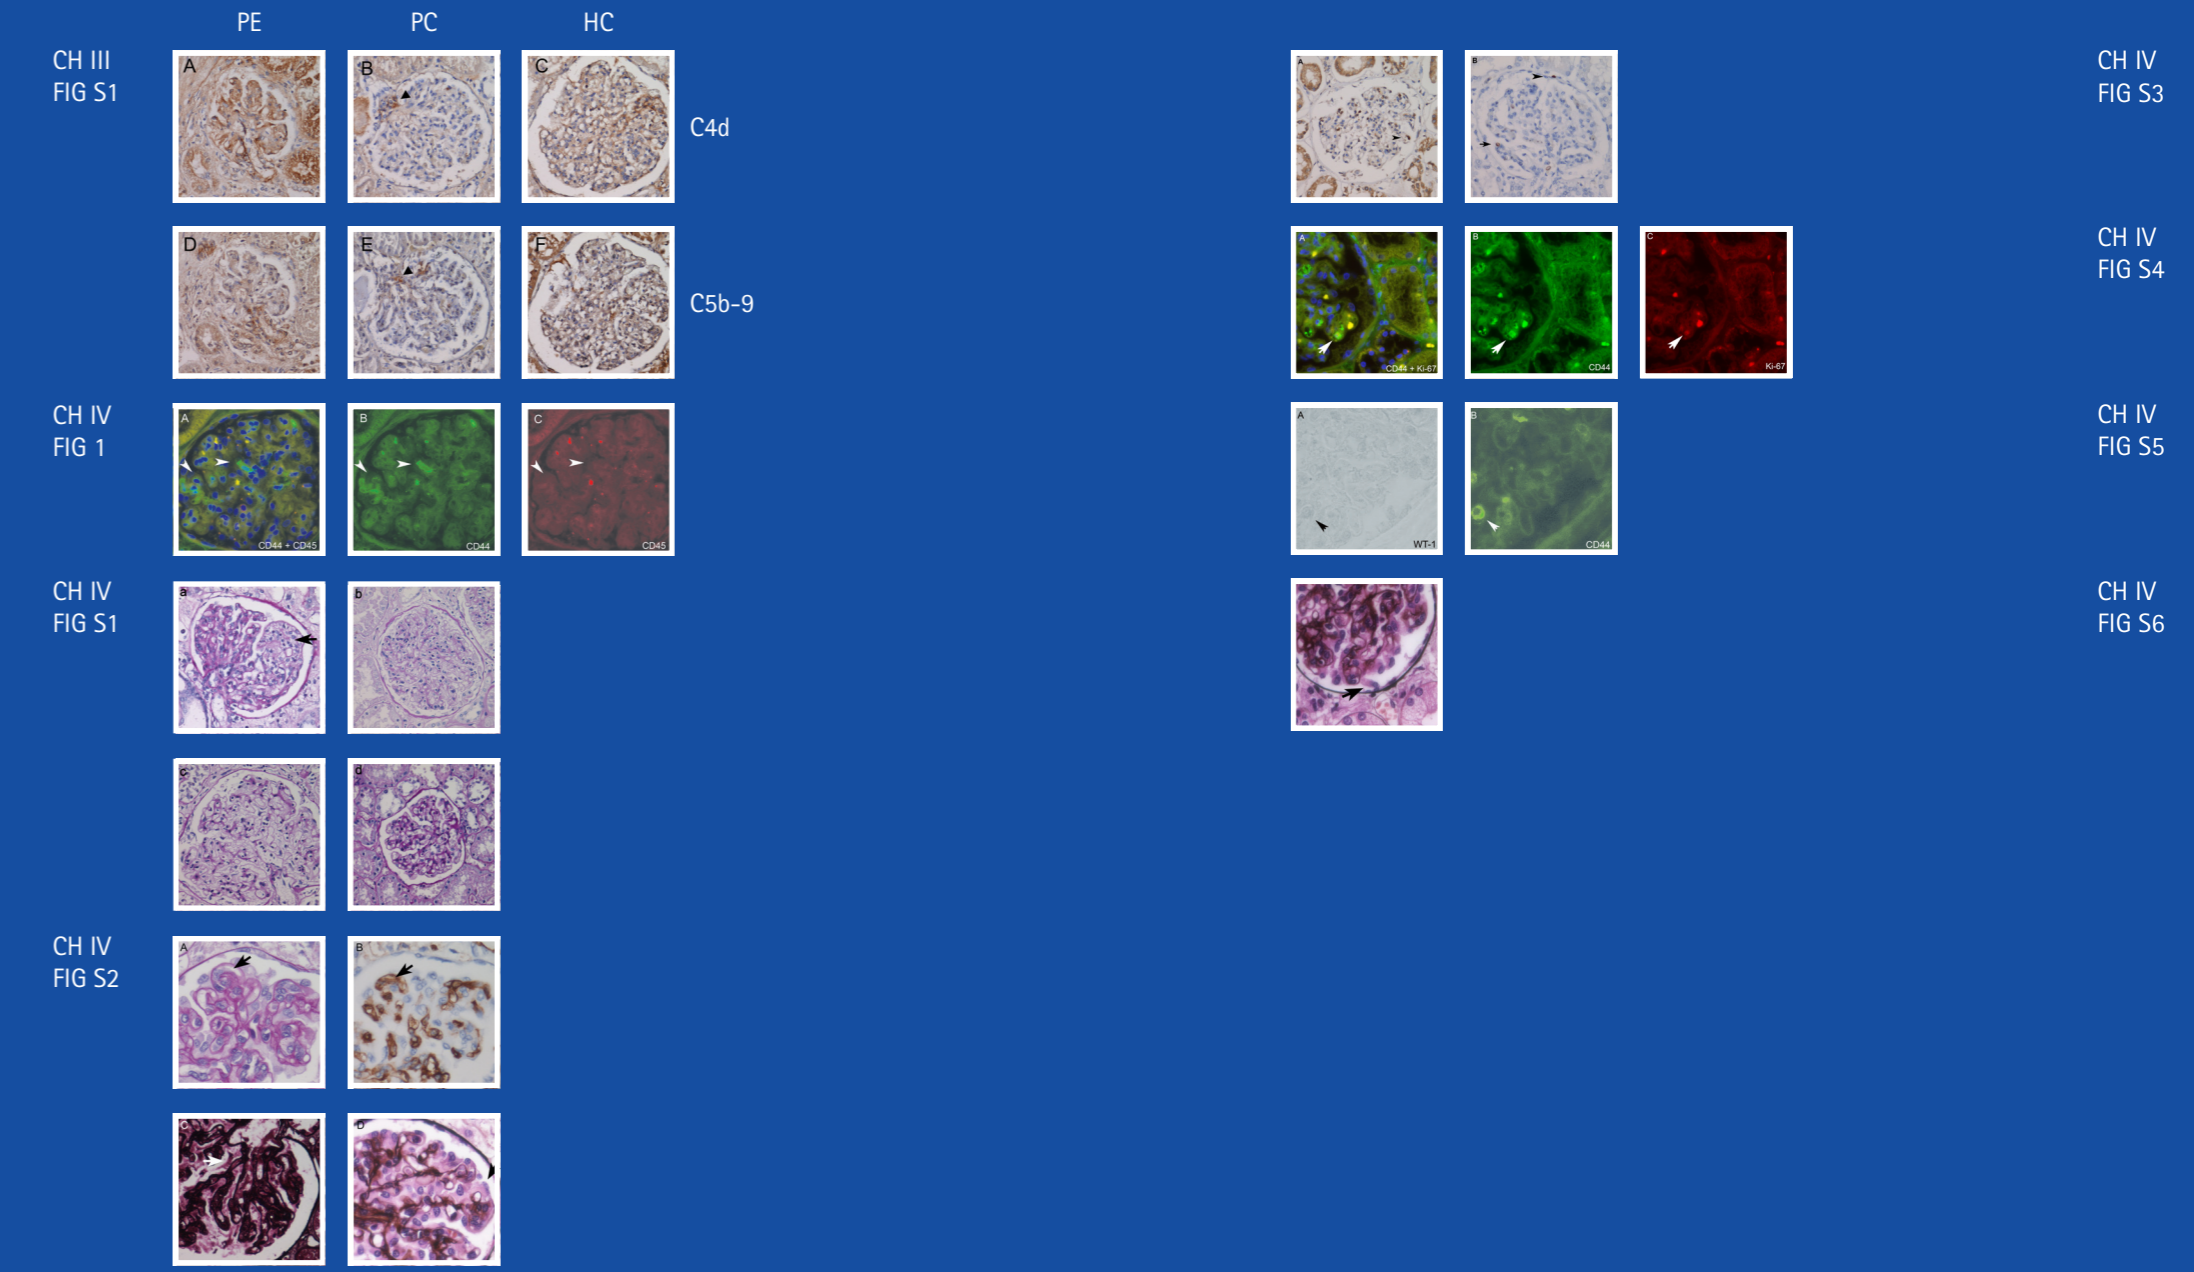 PE PC HC
CH III
FIG S1
A B C
C4d
D E F
C5b-9
CH IV
FIG 1
A B C
CD44 + CD45 CD44 CD45
CH IV
FIG S1
a b
c d
CH IV
FIG S2
A B
C D
CH IV
FIG S3
A B
CH IV
FIG S4
A B C
CD44 + Ki-67 CD44 Ki-67
CH IV
FIG S5
A B
WT-1 CD44
CH IV
FIG S6